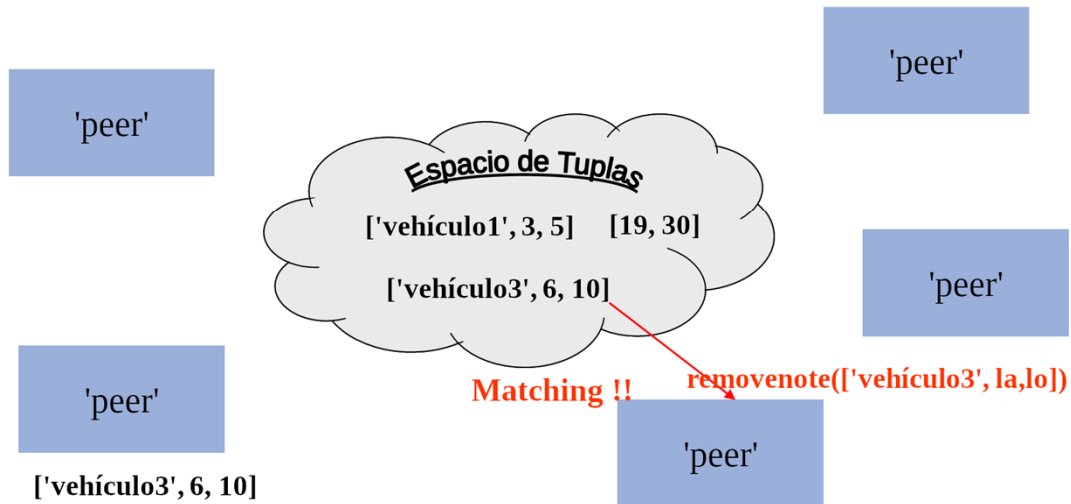 'peer'
'peer'
Espacio de Tuplas
['vehículo1', 3, 5] [19, 30]
['vehículo3', 6, 10]
'peer'
'peer'
['vehículo3', 6, 10]
Matching !!
removenote(['vehículo3', la,lo])
'peer'